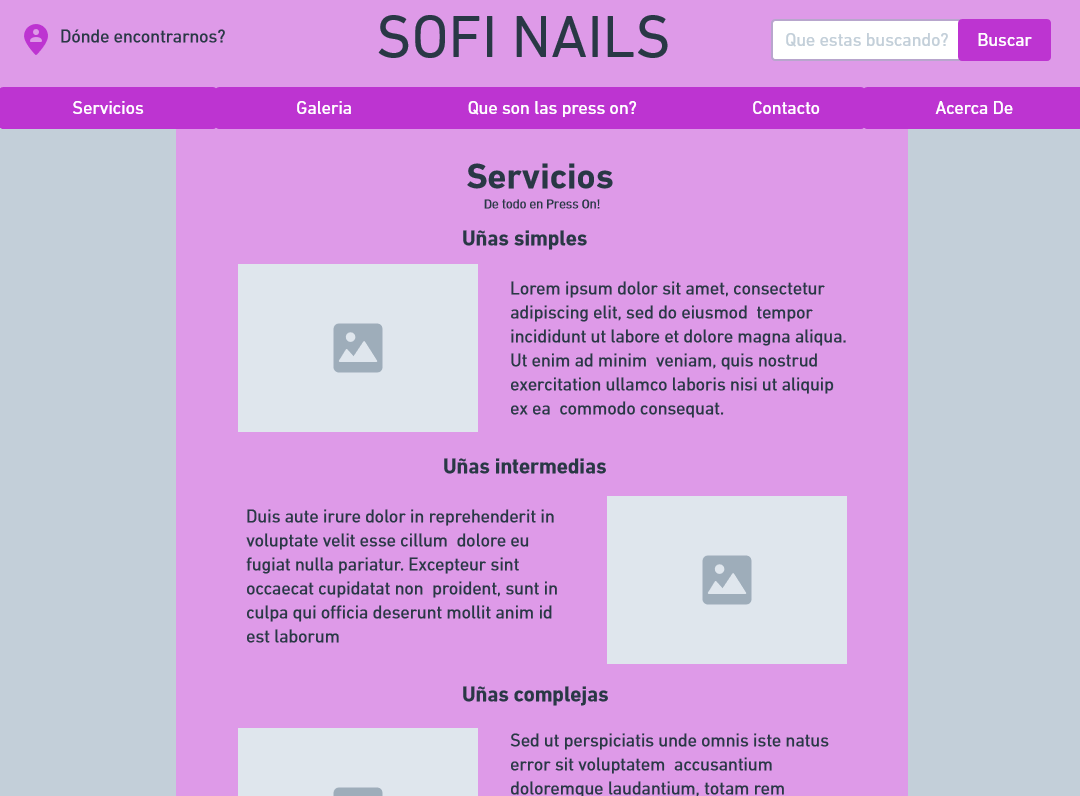 Dónde encontrarnos?
SOFI NAILS
Que estas buscando?
Buscar
Servicios
Galeria
Que son las press on?
Contacto
Acerca De
Servicios
De todo en Press On!
Uñas simples
Lorem ipsum dolor sit amet, consectetur
adipiscing elit, sed do eiusmod  tempor
incididunt ut labore et dolore magna aliqua.
Ut enim ad minim  veniam, quis nostrud
exercitation ullamco laboris nisi ut aliquip
ex ea  commodo consequat.
Uñas intermedias
Duis aute irure dolor in reprehenderit in
voluptate velit esse cillum  dolore eu
fugiat nulla pariatur. Excepteur sint
occaecat cupidatat non  proident, sunt in
culpa qui officia deserunt mollit anim id
est laborum
Uñas complejas
Sed ut perspiciatis unde omnis iste natus
error sit voluptatem  accusantium
doloremque laudantium, totam rem